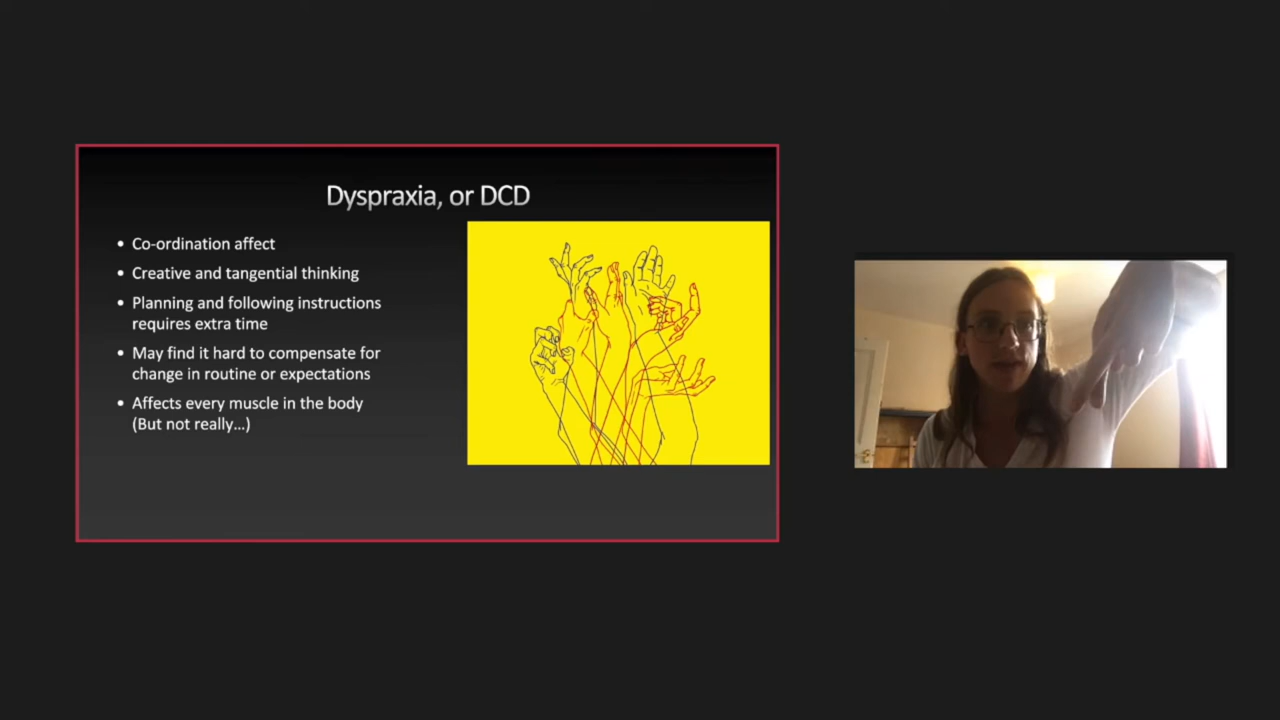 Dyspraxia, or DCD
• Co-ordination affect
• Creative and tangential thinking
• Planning and following instructions
requires extra time
• May find it hard to compensate for
change in routine or expectations
• Affects every muscle in the body
(But not really…)